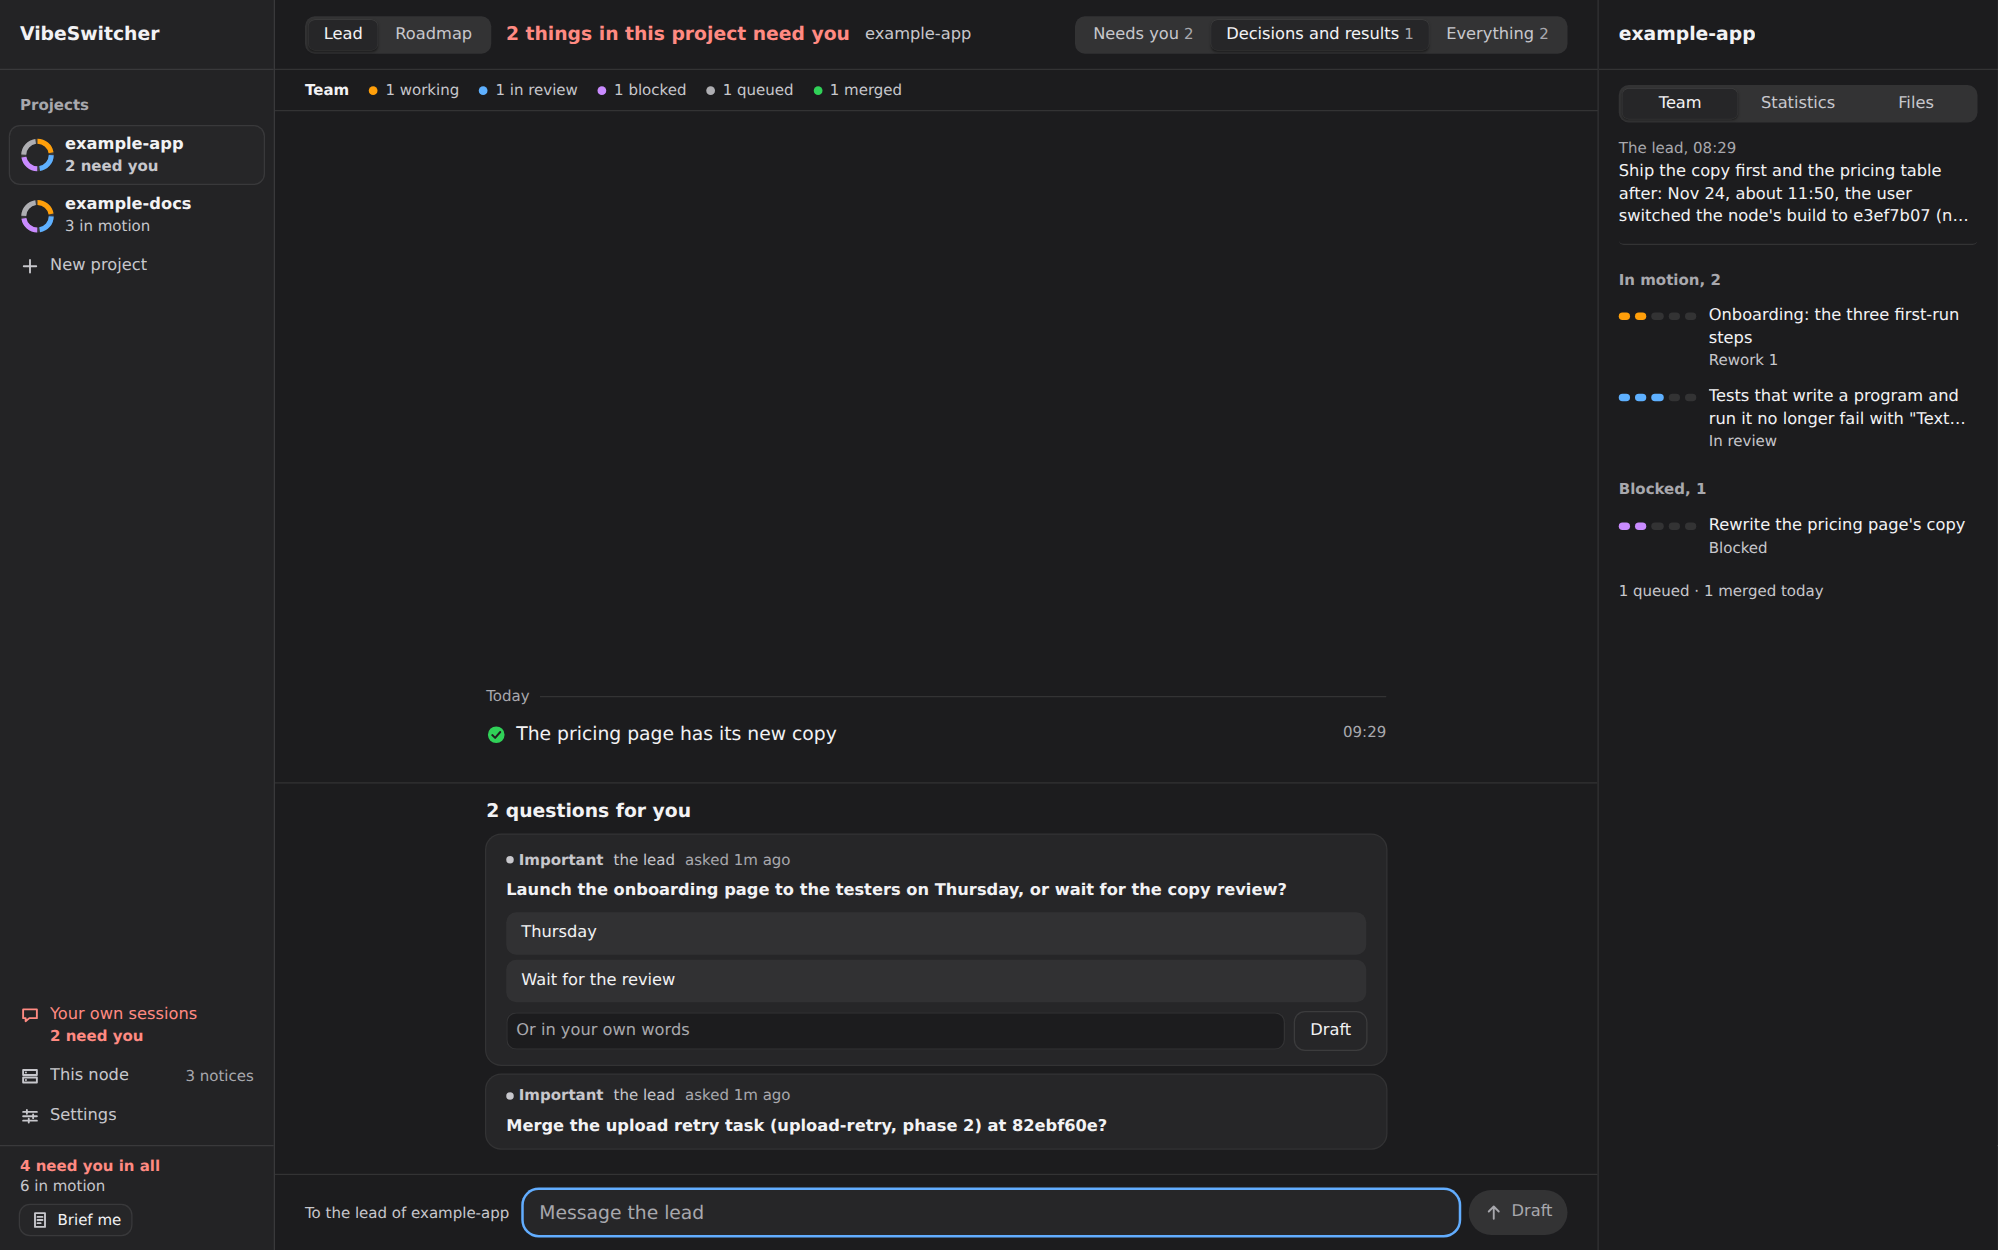 VibeSwitcher
Projects
example-app
2 need you
example-docs
3 in motion
New project
Your own sessions
2 need you
This node 3 notices
Settings
4 need you in all
6 in motion
Brief me
Lead Roadmap 2 things in this project need you example-app Needs you 2 Decisions and results 1 Everything 2
Team 1 working 1 in review 1 blocked 1 queued 1 merged
Today
The pricing page has its new copy 09:29
2 questions for you
Important the lead asked 1m ago
Launch the onboarding page to the testers on Thursday, or wait for the copy review?
Thursday
Wait for the review
Or in your own words Draft
Important the lead asked 1m ago
Merge the upload retry task (upload-retry, phase 2) at 82ebf60e?
To the lead of example-app Message the lead Draft
example-app
Team Statistics Files
The lead, 08:29
Ship the copy first and the pricing table
after: Nov 24, about 11:50, the user
switched the node's build to e3ef7b07 (n…
In motion, 2
Onboarding: the three first-run
steps
Rework 1
Tests that write a program and
run it no longer fail with "Text…
In review
Blocked, 1
Rewrite the pricing page's copy
Blocked
1 queued · 1 merged today